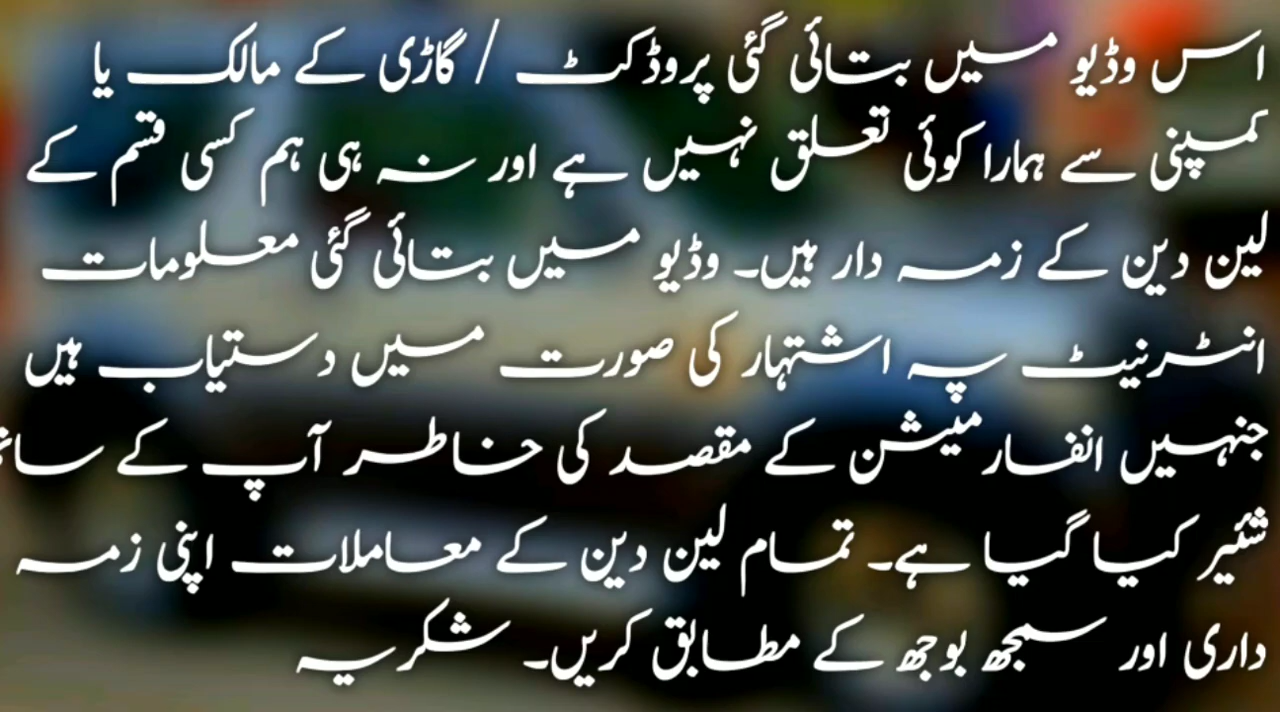 اس وڈیو میں بتائی گئی پروڈکٹ / گاڑی کے مالک یا
کمپنی سے ہمارا کوئی تعلق نہیں ہے اور نہ ہی ہم کسی قسم کے
لین دین کے زمہ دار ہیں۔ وڈیو میں بتائی گئی معلومات
انٹرنیٹ پہ اشتہار کی صورت میں دستیاب ہیں
جنہیں انفارمیشن کے مقصد کی خاطر آپ کے
شئیر کیا گیا ہے۔ تمام لین دین کے معاملات اپنی زمہ
داری اور سمجھ بوجھ کے مطابق کریں۔ شکریہ